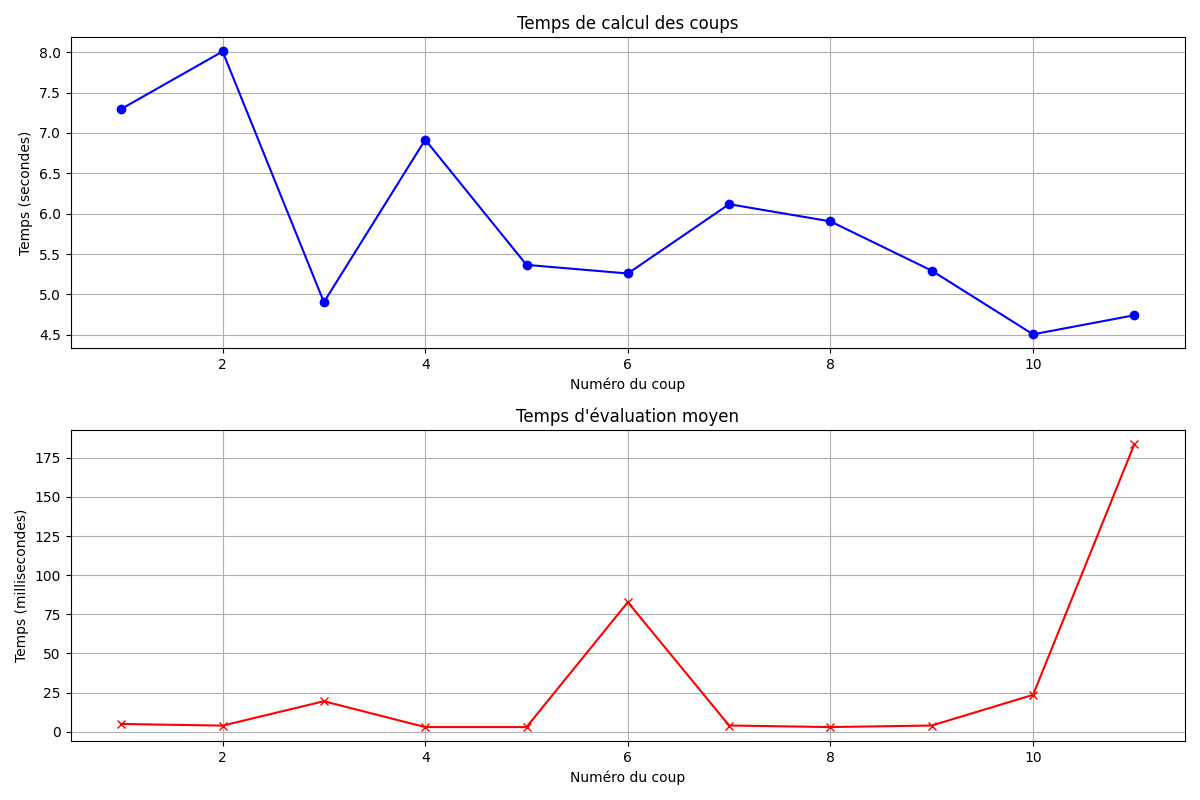 Temps de calcul des coups
8.0
7.5
7.0
6.5
6.0
5.5
5.0
4.5
Temps (secondes)
2 4 6 8 10
Numéro du coup
Temps d'évaluation moyen
175
150
125
100
75
50
25
0
Temps (millisecondes)
2 4 6 8 10
Numéro du coup